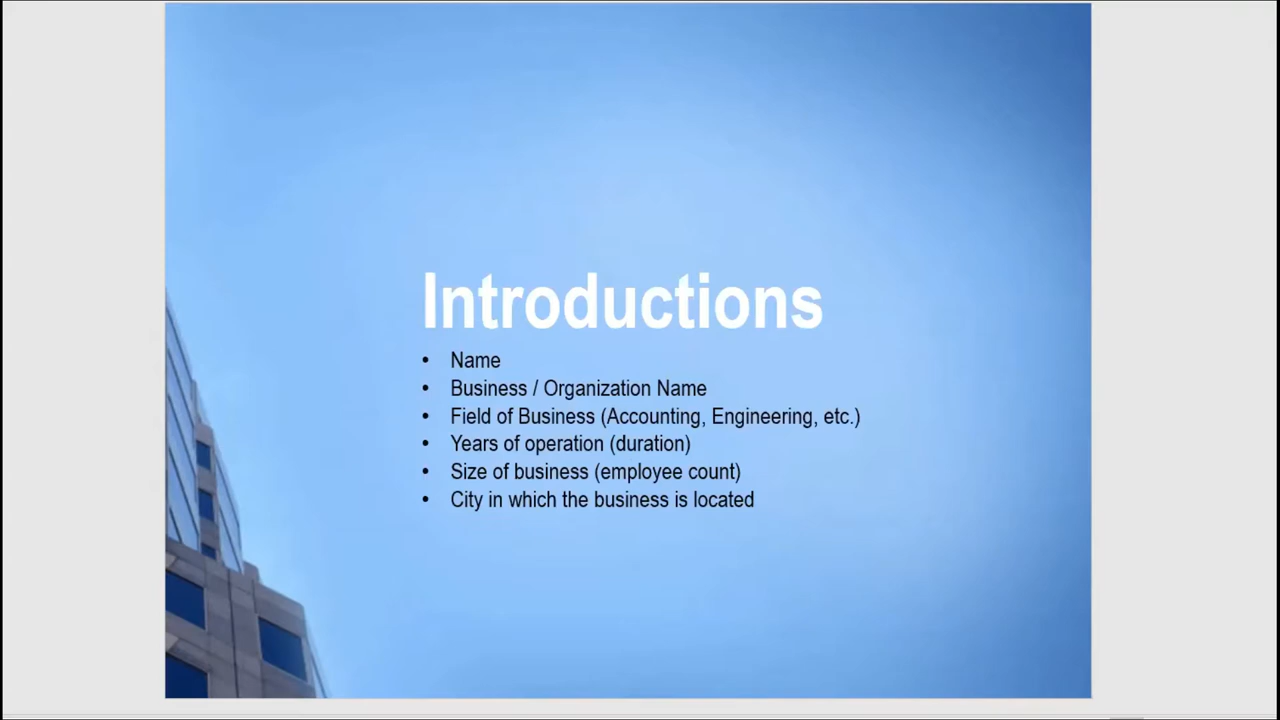 Introductions
• Name
• Business / Organization Name
• Field of Business (Accounting, Engineering, etc.)
• Years of operation (duration)
• Size of business (employee count)
• City in which the business is located